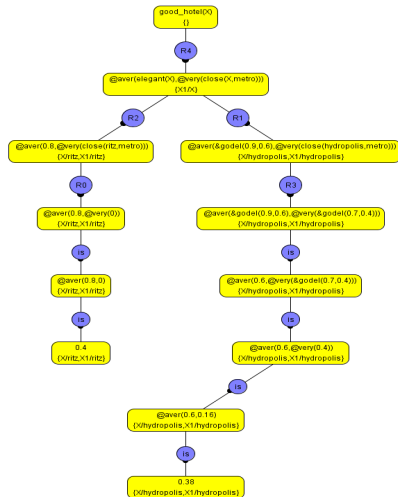 good_hotel(X)
{}
R4
@aver(elegant(X),@very(close(X,metro)))
{X1/X}
R2
R1
@aver(0.8,@very(close(ritz,metro)))
{X/ritz,X1/ritz}
@aver(&godel(0.9,0.6),@very(close(hydropolis,metro)))
{X/hydropolis,X1/hydropolis}
R0
R3
@aver(0.8,@very(0))
{X/ritz,X1/ritz}
@aver(&godel(0.9,0.6),@very(&godel(0.7,0.4)))
{X/hydropolis,X1/hydropolis}
is
is
@aver(0.8,0)
{X/ritz,X1/ritz}
@aver(0.6,@very(&godel(0.7,0.4)))
{X/hydropolis,X1/hydropolis}
is
is
0.4
{X/ritz,X1/ritz}
@aver(0.6,@very(0.4))
{X/hydropolis,X1/hydropolis}
is
@aver(0.6,0.16)
{X/hydropolis,X1/hydropolis}
is
0.38
{X/hydropolis,X1/hydropolis}